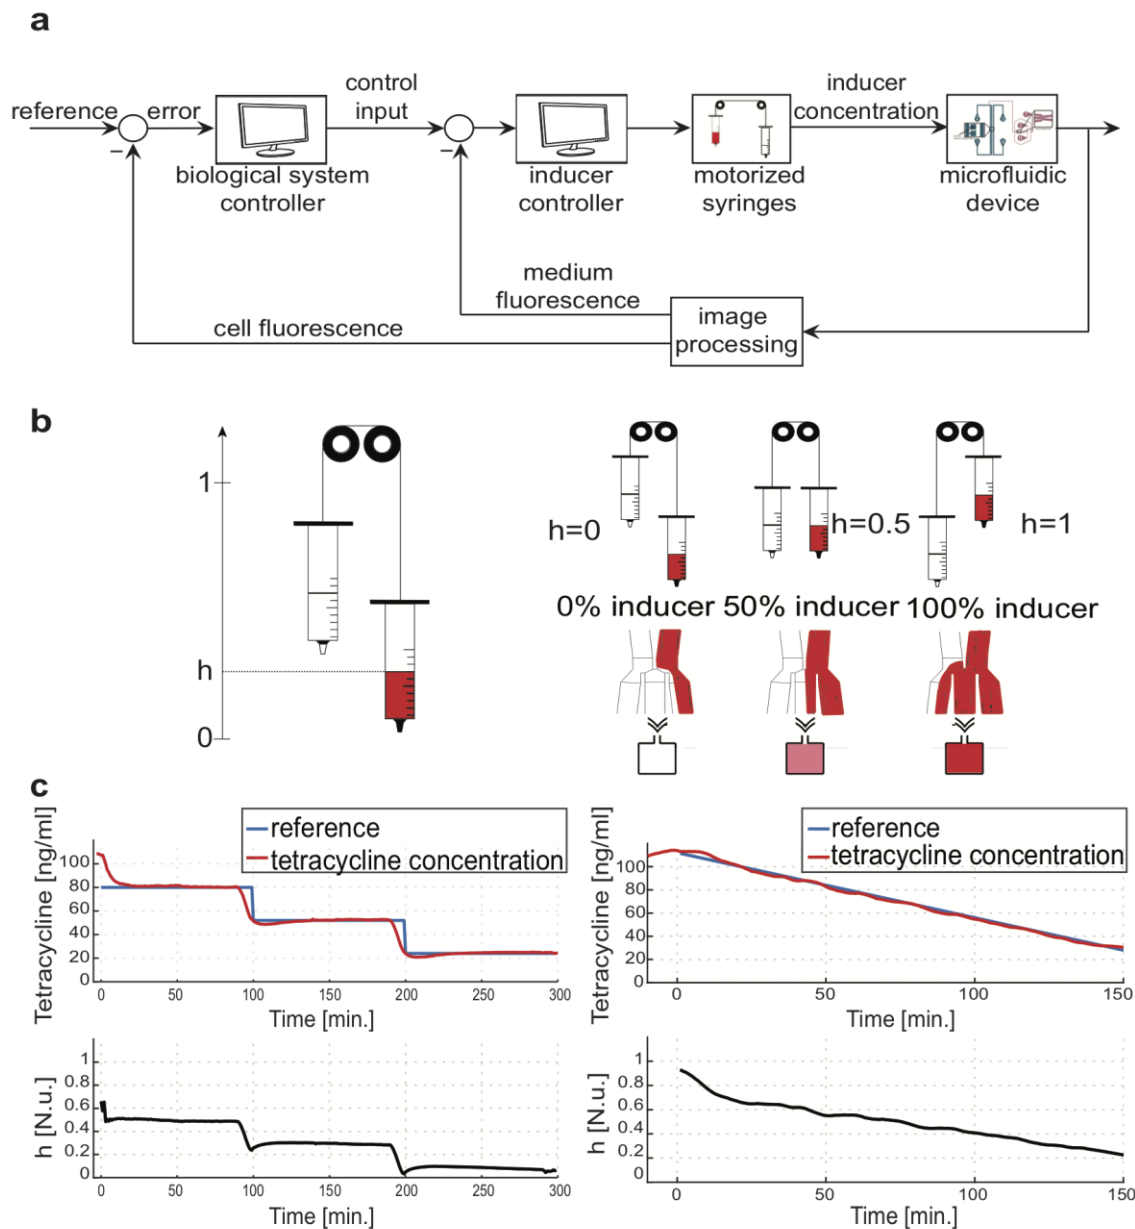 a
reference
error
control
input
inducer
concentration
−
−
biological system
controller
inducer
controller
motorized
syringes
microfluidic
device
medium
fluorescence
cell fluorescence
image
processing
b
1
h
0
h=0
h=0.5
h=1
0% inducer
50% inducer
100% inducer
c
Tetracycline [ng/ml]
reference
tetracycline concentration
100
80
60
40
20
0
0
50
100
150
200
250
300
Time [min.]
Tetracycline [ng/ml]
reference
tetracycline concentration
100
80
60
40
20
0
0
50
100
150
Time [min.]
h [N.u.]
1
0.8
0.6
0.4
0.2
0
0
50
100
150
200
250
300
Time [min.]
h [N.u.]
1
0.8
0.6
0.4
0.2
0
0
50
100
150
Time [min.]